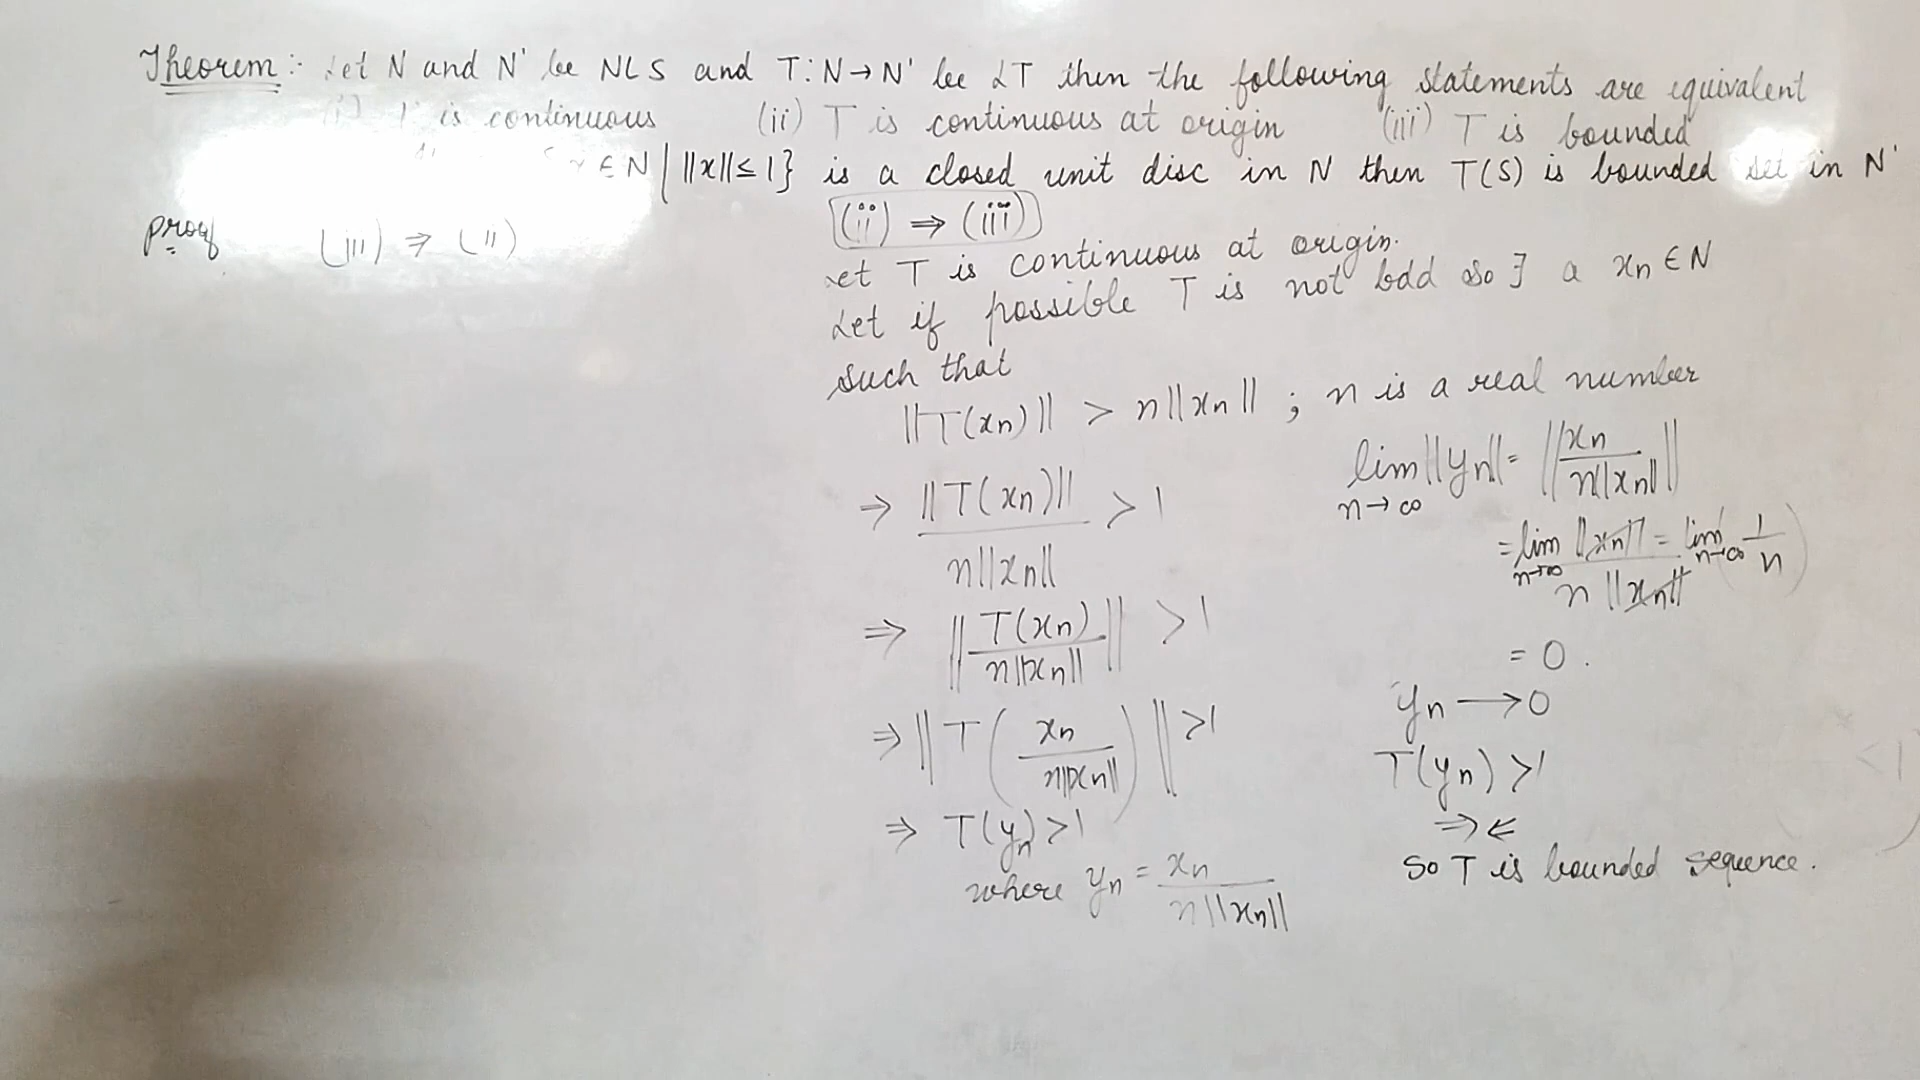 Theorem:- Let N and N' be NLS and T: N → N' be LT then the following statements are equivalent
(i) T is continuous (ii) T is continuous at origin (iii) T is bounded
∈ N | ||x|| ≤ 1} is a closed unit disc in N then T(S) is bounded set in N'
proof (iii) ⇒ (ii)
(ii) ⇒ (iii)
Let T is continuous at origin.
Let if possible T is not bdd so ∃ a xn ∈ N
such that
||T(xn)|| > n||xn|| ; n is a real number
⇒ ||T(xn)|| / n||xn|| > 1
⇒ || T(xn) / n||xn|| || > 1
⇒ || T( xn / n||xn|| ) || > 1
⇒ T(yn) > 1
where yn = xn / n||xn||
lim n→∞ ||yn|| = || xn / n||xn|| ||
= lim n→∞ ||xn|| / n||xn|| = lim n→∞ 1/n
= 0.
yn → 0
T(yn) > 1
⇒⇐
So T is bounded sequence.